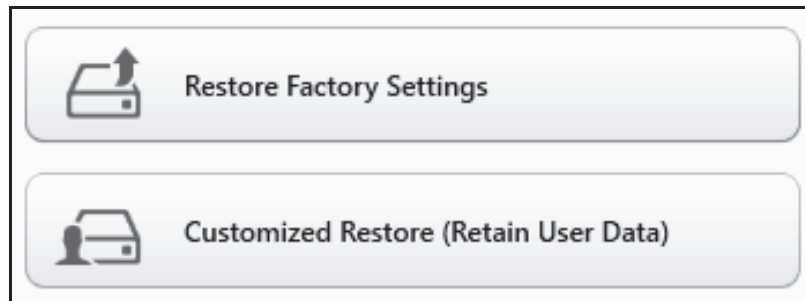 Restore Factory Settings
Customized Restore (Retain User Data)